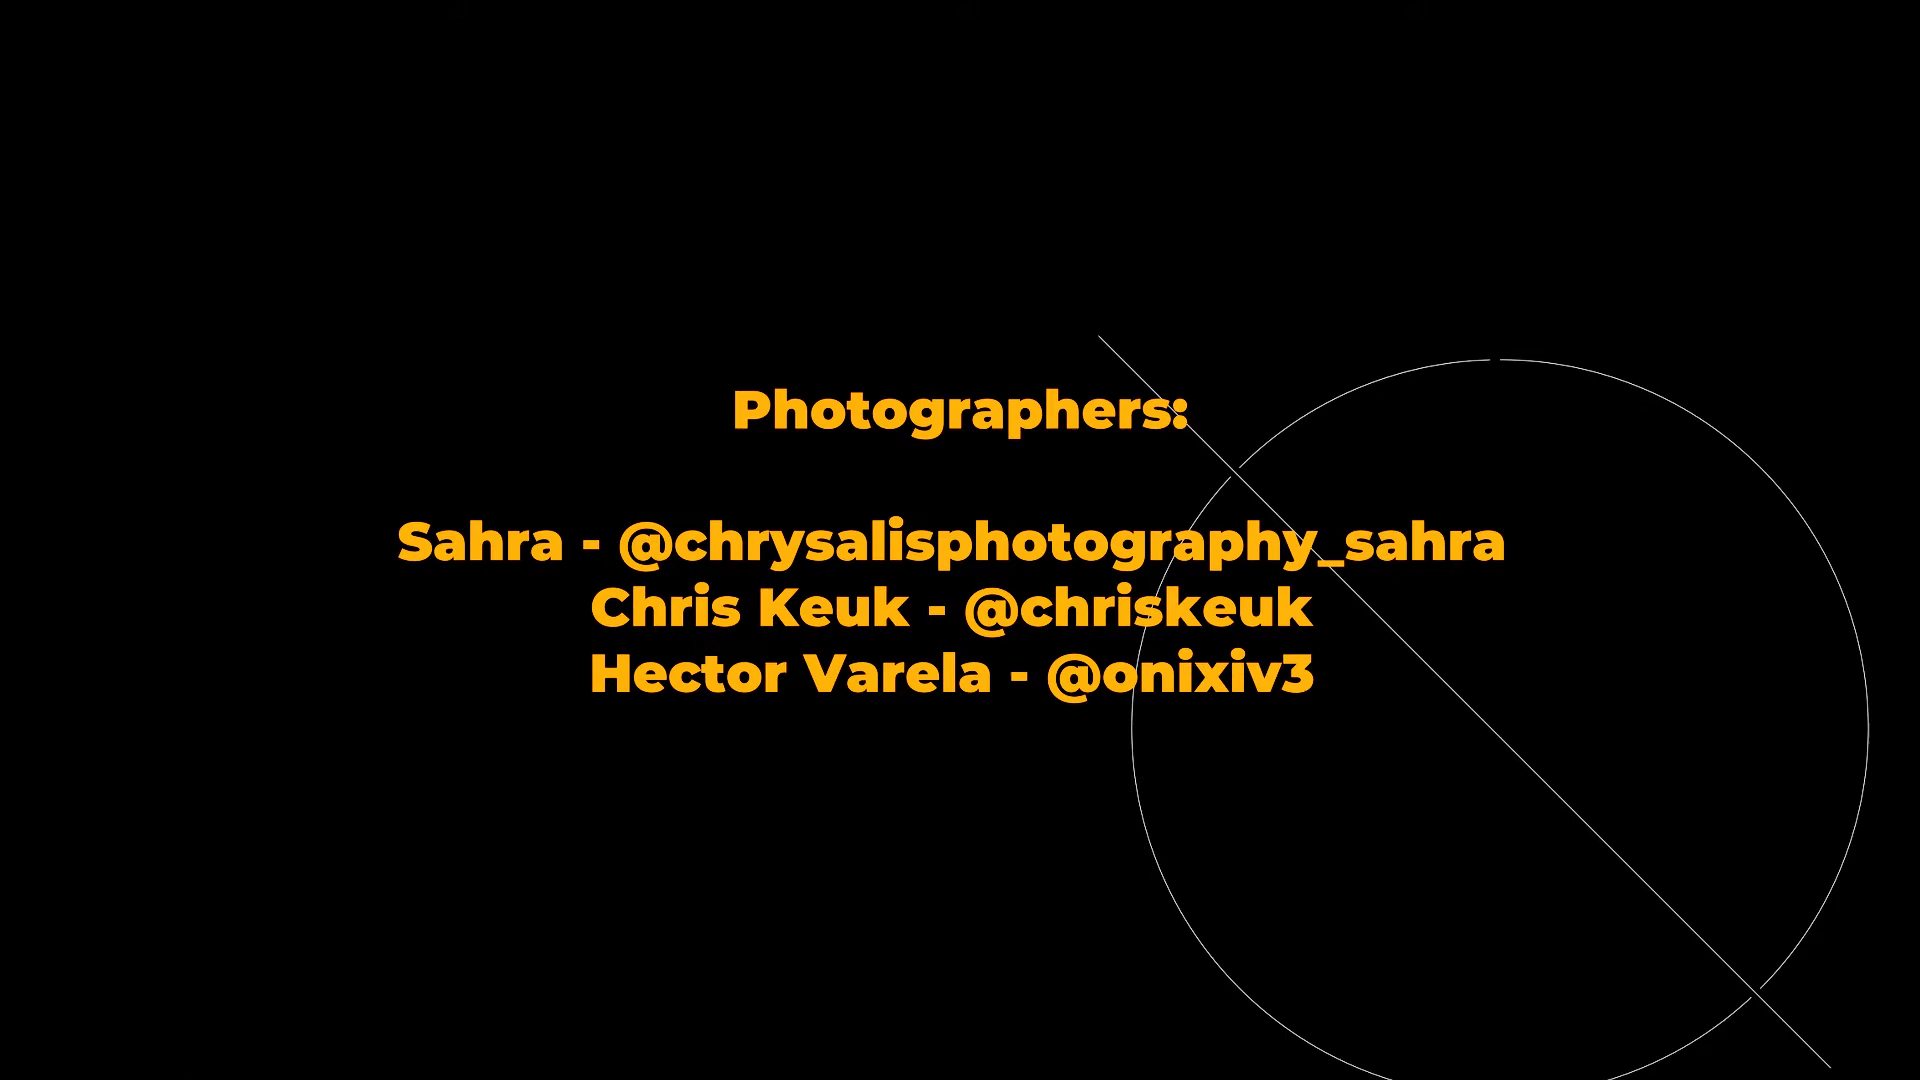 Photographers:
Sahra - @chrysalisphotography_sahra
Chris Keuk - @chriskeuk
Hector Varela - @onixiv3